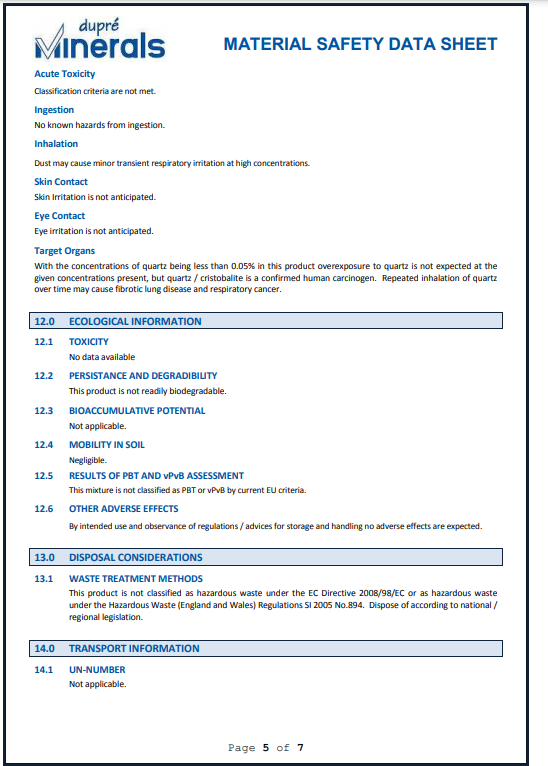 dupré
Minerals
MATERIAL SAFETY DATA SHEET
Acute Toxicity
Classification criteria are not met.
Ingestion
No known hazards from ingestion.
Inhalation
Dust may cause minor transient respiratory irritation at high concentrations.
Skin Contact
Skin Irritation is not anticipated.
Eye Contact
Eye irritation is not anticipated.
Target Organs
With the concentrations of quartz being less than 0.05% in this product overexposure to quartz is not expected at the
given concentrations present, but quartz / cristobalite is a confirmed human carcinogen. Repeated inhalation of quartz
over time may cause fibrotic lung disease and respiratory cancer.
12.0 ECOLOGICAL INFORMATION
12.1 TOXICITY
No data available
12.2 PERSISTANCE AND DEGRADIBILITY
This product is not readily biodegradable.
12.3 BIOACCUMULATIVE POTENTIAL
Not applicable.
12.4 MOBILITY IN SOIL
Negligible.
12.5 RESULTS OF PBT and vPvB ASSESSMENT
This mixture is not classified as PBT or vPvB by current EU criteria.
12.6 OTHER ADVERSE EFFECTS
By intended use and observance of regulations / advices for storage and handling no adverse effects are expected.
13.0 DISPOSAL CONSIDERATIONS
13.1 WASTE TREATMENT METHODS
This product is not classified as hazardous waste under the EC Directive 2008/98/EC or as hazardous waste
under the Hazardous Waste (England and Wales) Regulations SI 2005 No.894. Dispose of according to national /
regional legislation.
14.0 TRANSPORT INFORMATION
14.1 UN-NUMBER
Not applicable.
Page 5 of 7